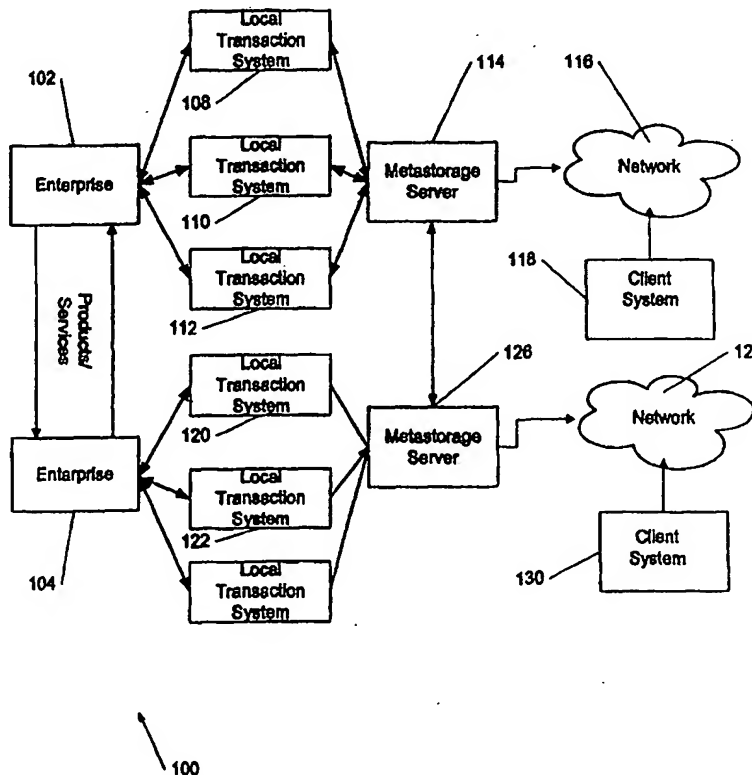 Local
Transaction
System
108
102
114
116
Enterprise
Local
Transaction
System
110
Metastorage
Server
Network
Products/
Services
Local
Transaction
System
112
118
Client
System
126
12
Local
Transaction
System
120
Enterprise
Metastorage
Server
Network
Local
Transaction
System
122
104
Local
Transaction
System
130
Client
System
100